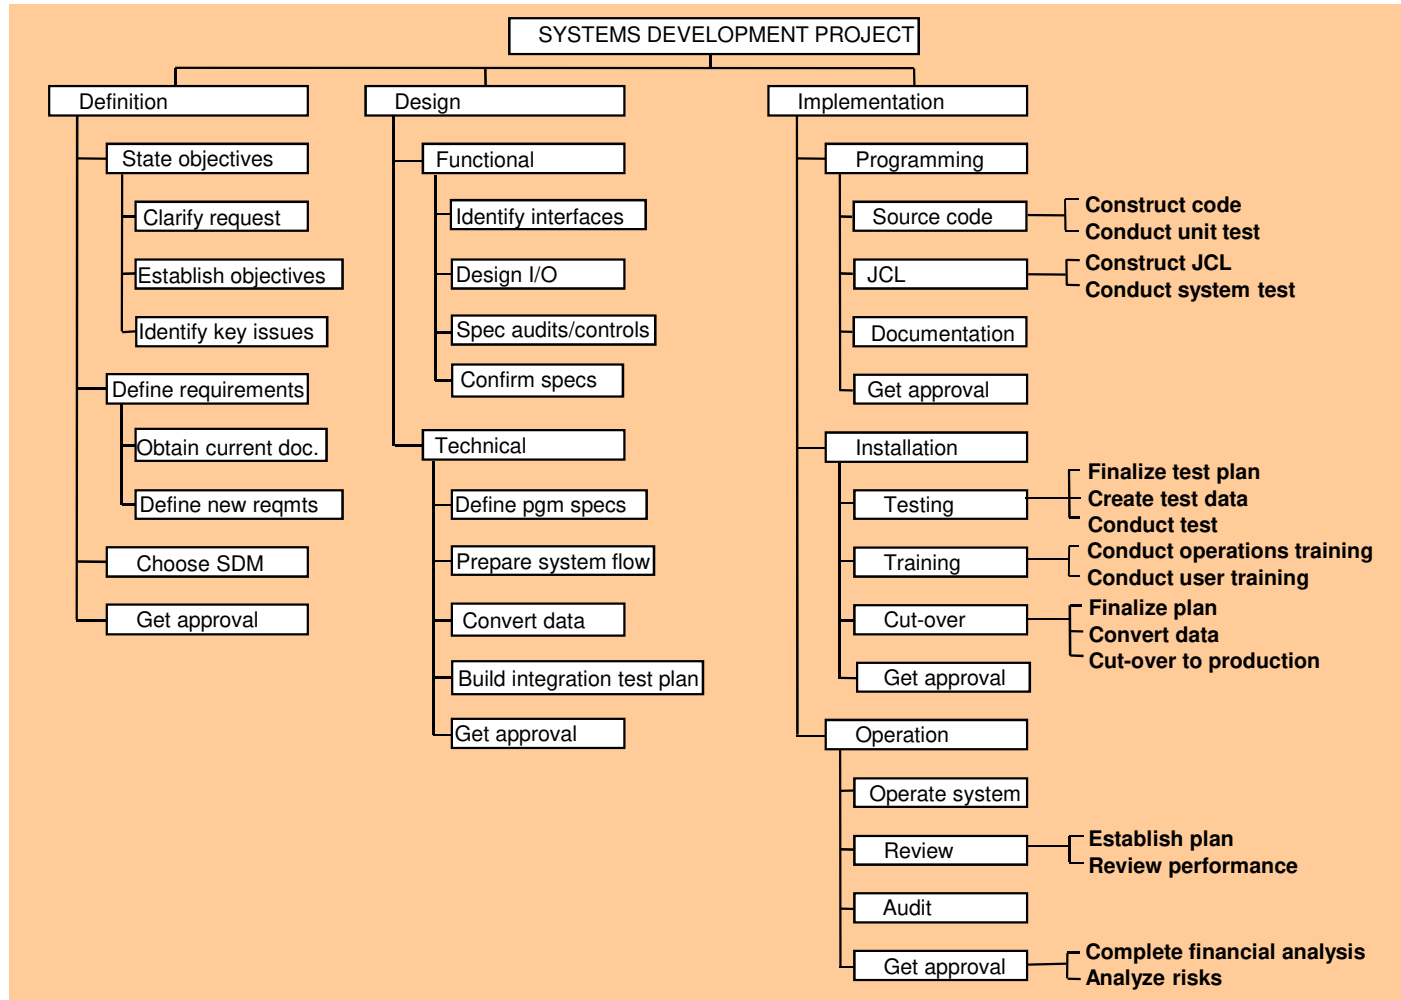 SYSTEMS DEVELOPMENT PROJECT
Definition
State objectives
Clarify request
Establish objectives
Identify key issues
Define requirements
Obtain current doc.
Define new reqmts
Choose SDM
Get approval
Design
Functional
Identify interfaces
Design I/O
Spec audits/controls
Confirm specs
Technical
Define pgm specs
Prepare system flow
Convert data
Build integration test plan
Get approval
Implementation
Programming
Source code
Construct code
Conduct unit test
JCL
Construct JCL
Conduct system test
Documentation
Get approval
Installation
Testing
Finalize test plan
Create test data
Conduct test
Training
Conduct operations training
Conduct user training
Cut-over
Finalize plan
Convert data
Cut-over to production
Get approval
Operation
Operate system
Review
Establish plan
Review performance
Audit
Get approval
Complete financial analysis
Analyze risks